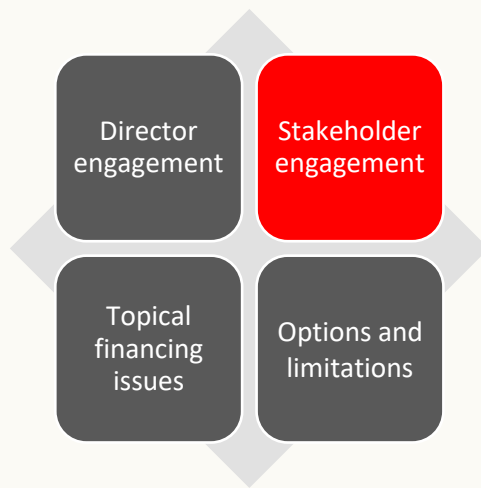 Director
engagement
Stakeholder
engagement
Topical
financing
issues
Options and
limitations